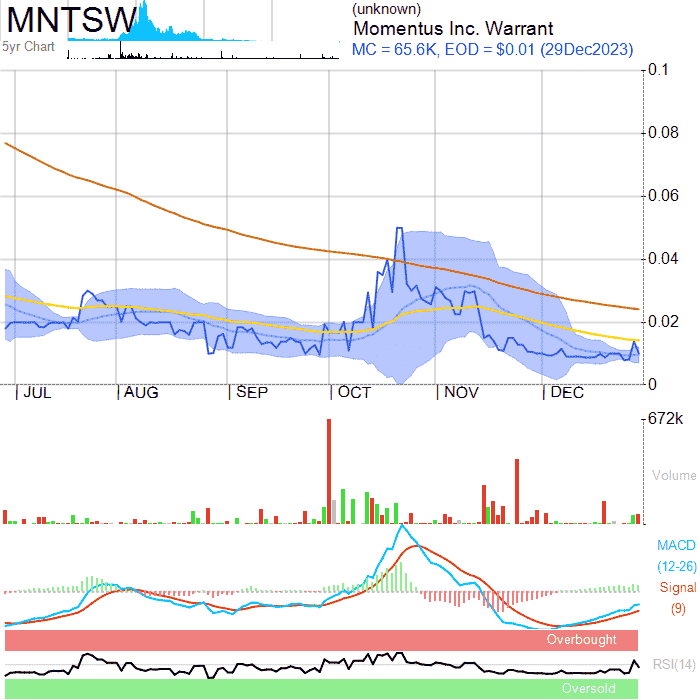 MNTSW
5yr Chart
(unknown)
Momentus Inc. Warrant
MC = 65.6K, EOD = $0.01 (29Dec2023)
0.1
0.08
0.06
0.04
0.02
0
JUL AUG SEP OCT NOV DEC
672k
Volume
MACD
(12-26)
Signal
(9)
Overbought
RSI(14)
Oversold